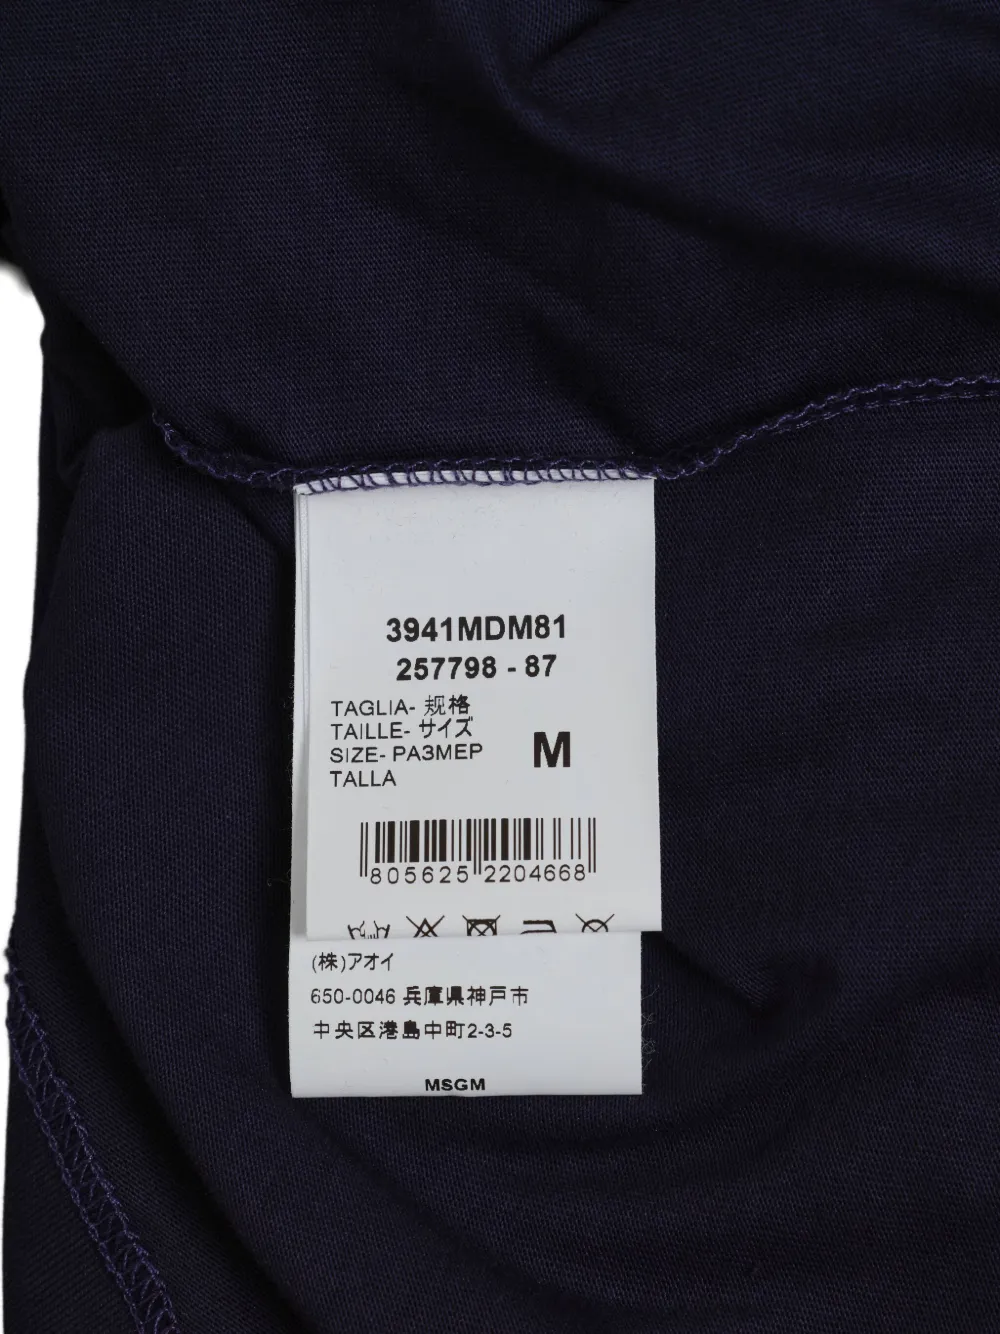 3941MDM81
257798 - 87
TAGLIA- 规格
TAILLE- サイズ
SIZE- РАЗМЕР
TALLA
M
805625 2204668
(株)アオイ
650-0046 兵庫県神戸市
中央区港島中町2-3-5
MSGM